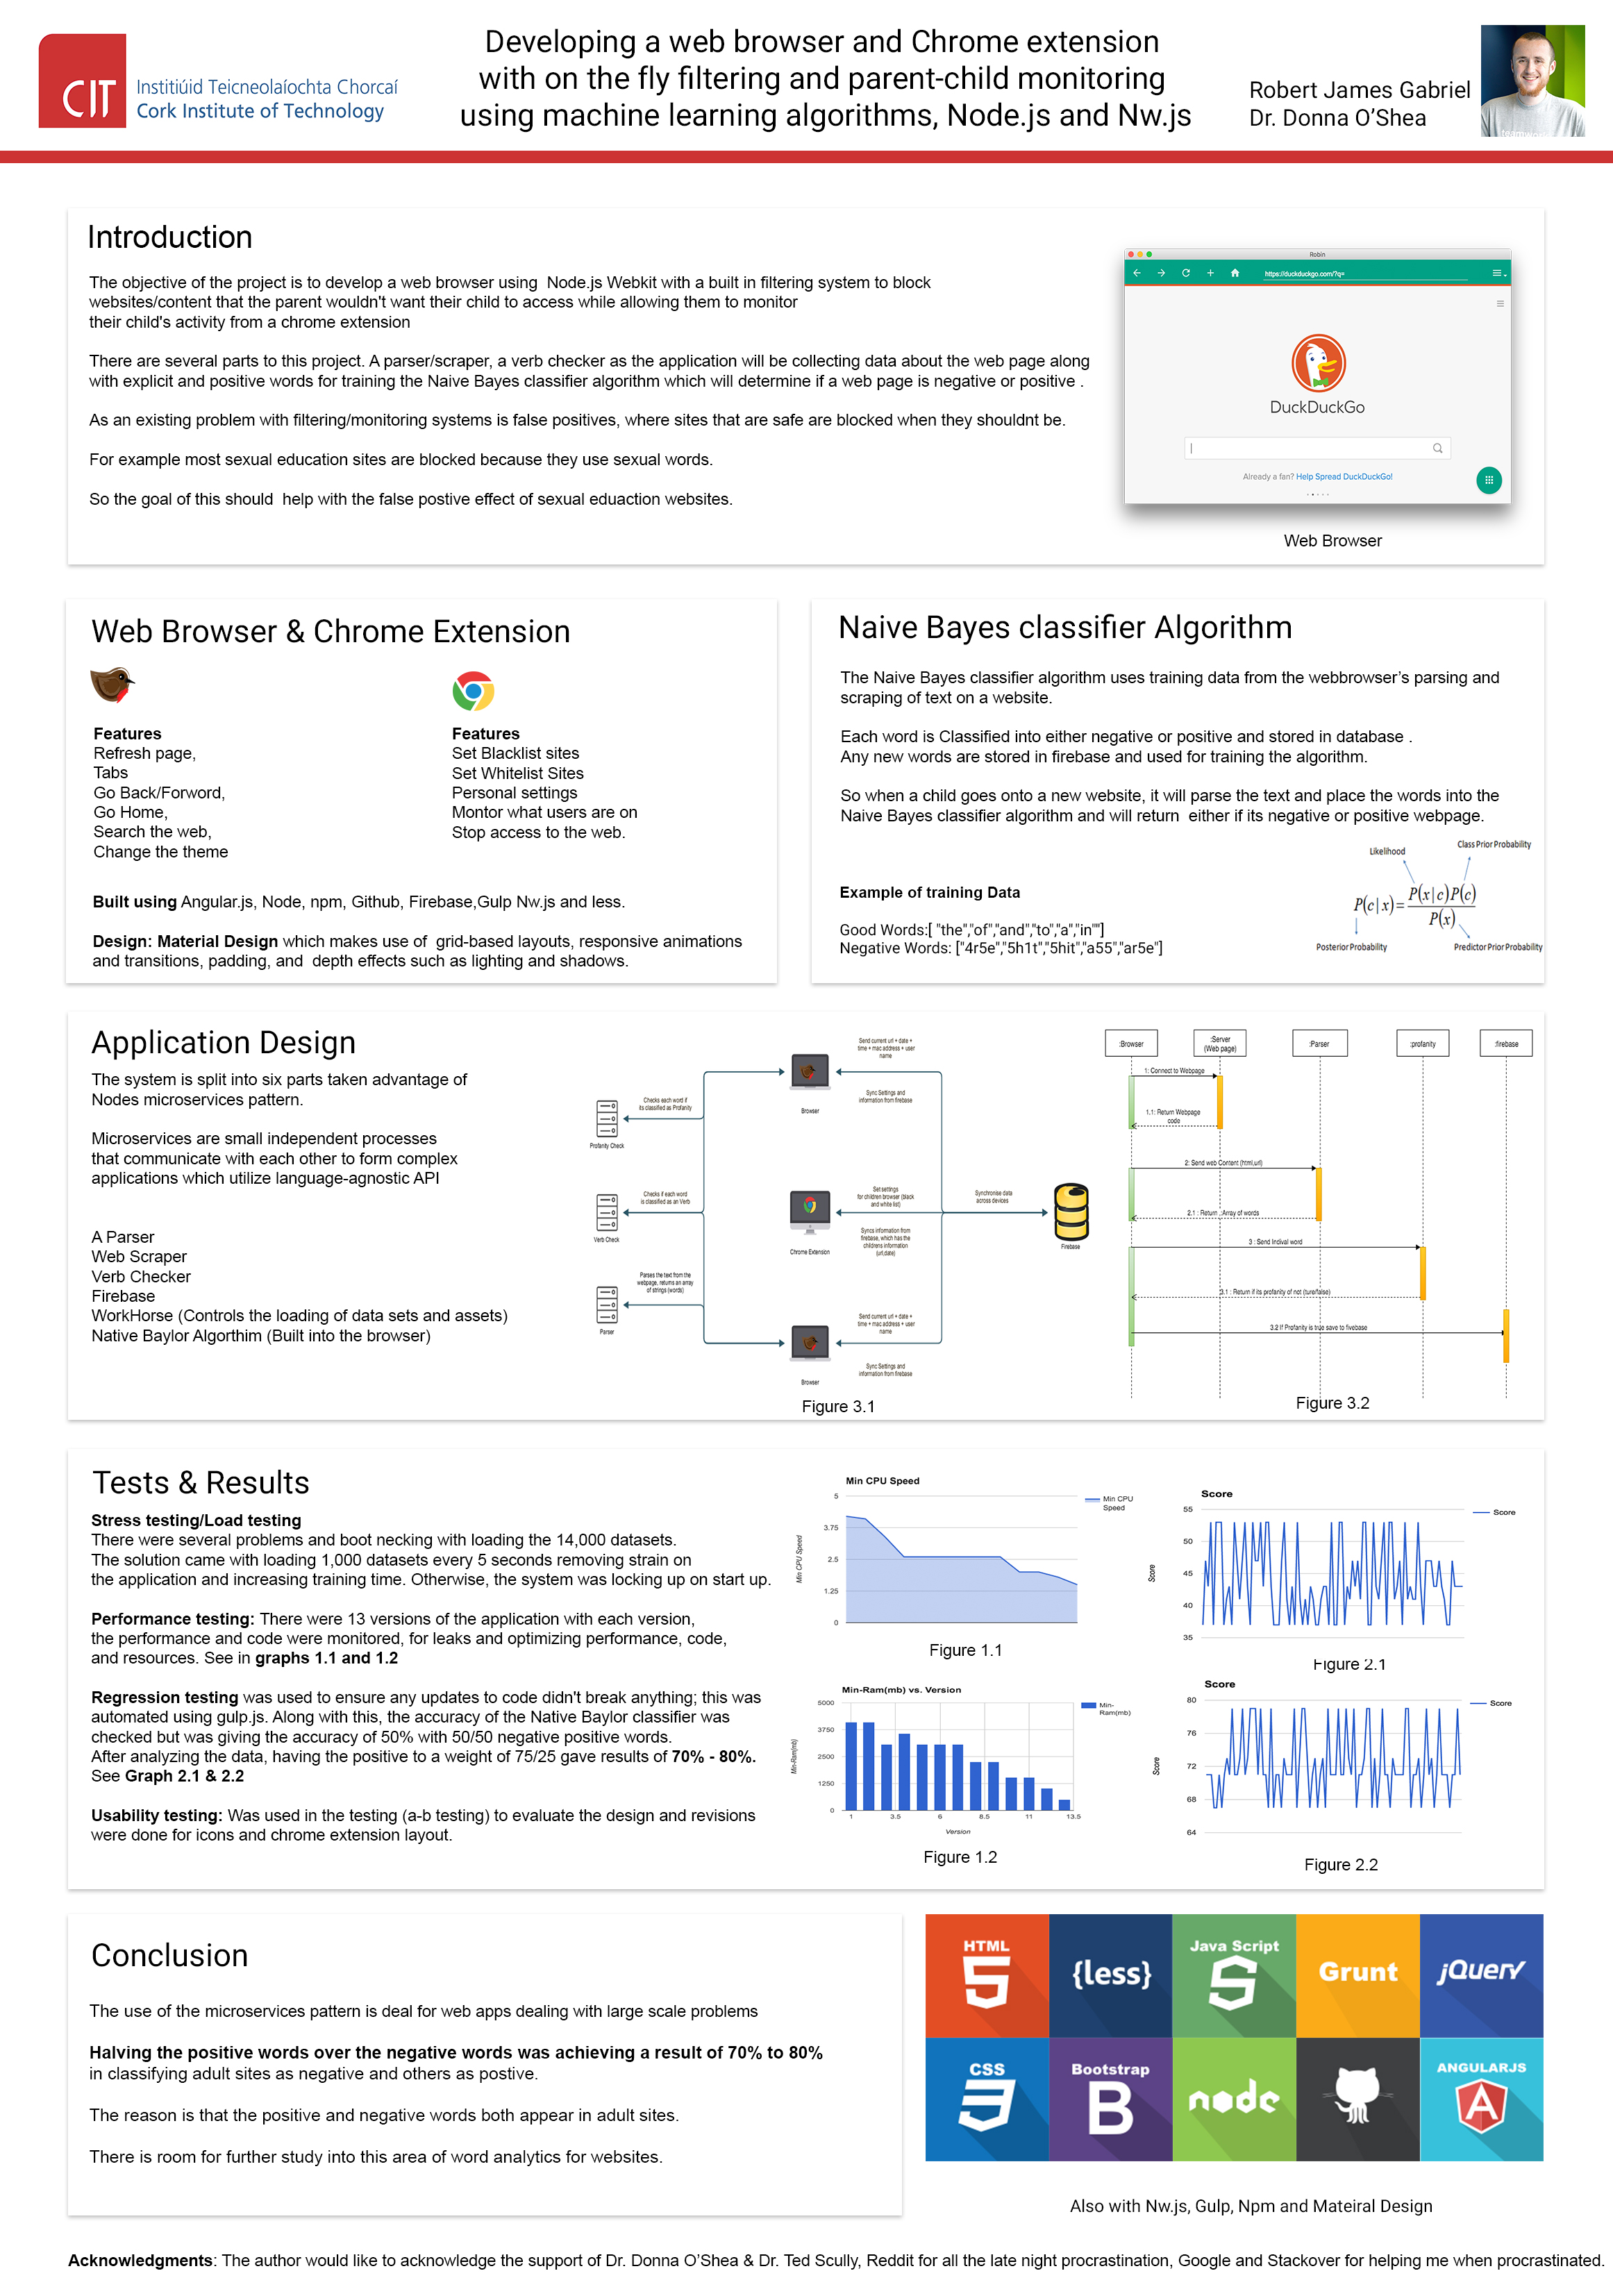 CIT
Institiúid Teicneolaíochta Chorcaí
Cork Institute of Technology
Developing a web browser and Chrome extension
with on the fly filtering and parent-child monitoring
using machine learning algorithms, Node.js and Nw.js
Robert James Gabriel
Dr. Donna O'Shea
Introduction
The objective of the project is to develop a web browser using Node.js Webkit with a built in filtering system to block
websites/content that the parent wouldn't want their child to access while allowing them to monitor
their child's activity from a chrome extension
There are several parts to this project. A parser/scraper, a verb checker as the application will be collecting data about the web page along
with explicit and positive words for training the Naive Bayes classifier algorithm which will determine if a web page is negative or positive .
As an existing problem with filtering/monitoring systems is false positives, where sites that are safe are blocked when they shouldnt be.
For example most sexual education sites are blocked because they use sexual words.
So the goal of this should help with the false postive effect of sexual eduaction websites.
Robin
https://duckduckgo.com/?q=
DuckDuckGo
Already a fan? Help Spread DuckDuckGo!
Web Browser
Web Browser & Chrome Extension
Features
Refresh page,
Tabs
Go Back/Forword,
Go Home,
Search the web,
Change the theme
Features
Set Blacklist sites
Set Whitelist Sites
Personal settings
Montor what users are on
Stop access to the web.
Built using Angular.js, Node, npm, Github, Firebase,Gulp Nw.js and less.
Design: Material Design which makes use of grid-based layouts, responsive animations
and transitions, padding, and depth effects such as lighting and shadows.
Naive Bayes classifier Algorithm
The Naive Bayes classifier algorithm uses training data from the webbrowser's parsing and
scraping of text on a website.
Each word is Classified into either negative or positive and stored in database .
Any new words are stored in firebase and used for training the algorithm.
So when a child goes onto a new website, it will parse the text and place the words into the
Naive Bayes classifier algorithm and will return either if its negative or positive webpage.
Example of training Data
Good Words:[ "the","of","and","to","a","in""]
Negative Words: ["4r5e","5h1t","5hit","a55","ar5e"]
Likelihood
Class Prior Probability
P(c|x)=P(x|c)P(c)
P(x)
Posterior Probability
Predictor Prior Probability
Application Design
The system is split into six parts taken advantage of
Nodes microservices pattern.
Microservices are small independent processes
that communicate with each other to form complex
applications which utilize language-agnostic API
A Parser
Web Scraper
Verb Checker
Firebase
WorkHorse (Controls the loading of data sets and assets)
Native Baylor Algorthim (Built into the browser)
Profanity Check
Checks each word if
its classified as Profanity
Verb Check
Checks if each word
is classified as an Verb
Parser
Parses the text from the
webpage, returns an array
of strings (words)
Browser
Send current url + date +
time + mac address + user
name
Sync Settings and
information from firebase
Chrome Extension
Set settings
for children browser (black
and white list)
Syncs information from
firebase, which has the
childrens information
(url,date)
Synchronise data
across devices
Firebase
Browser
Send current url + date +
time + mac address + user
name
Sync Settings and
information from firebase
Figure 3.1
:Browser
:Server
(Web page)
:Parser
:profanity
:firebase
1: Connect to Webpage
1.1: Return Webpage
code
2: Send web Content (html,url)
2.1 : Return : Array of words
3 : Send Indival word
3.1 : Return if its profanity of not (ture/false)
3.2 If Profanity is true save to fivebase
Figure 3.2
Tests & Results
Stress testing/Load testing
There were several problems and boot necking with loading the 14,000 datasets.
The solution came with loading 1,000 datasets every 5 seconds removing strain on
the application and increasing training time. Otherwise, the system was locking up on start up.
Performance testing: There were 13 versions of the application with each version,
the performance and code were monitored, for leaks and optimizing performance, code,
and resources. See in graphs 1.1 and 1.2
Regression testing was used to ensure any updates to code didn't break anything; this was
automated using gulp.js. Along with this, the accuracy of the Native Baylor classifier was
checked but was giving the accuracy of 50% with 50/50 negative positive words.
After analyzing the data, having the positive to a weight of 75/25 gave results of 70% - 80%.
See Graph 2.1 & 2.2
Usability testing: Was used in the testing (a-b testing) to evaluate the design and revisions
were done for icons and chrome extension layout.
Min CPU Speed
Min CPU Speed
5
3.75
2.5
1.25
0
Min CPU
Speed
Figure 1.1
Score
Score
55
50
45
40
35
Score
Figure 2.1
Min-Ram(mb) vs. Version
Min-Ram(mb)
5000
3750
2500
1250
0
1 3.5 6 8.5 11 13.5
Version
Min-
Ram(mb)
Figure 1.2
Score
Score
80
76
72
68
64
Score
Figure 2.2
Conclusion
The use of the microservices pattern is deal for web apps dealing with large scale problems
Halving the positive words over the negative words was achieving a result of 70% to 80%
in classifying adult sites as negative and others as postive.
The reason is that the positive and negative words both appear in adult sites.
There is room for further study into this area of word analytics for websites.
HTML
5
{less}
Java Script
S
Grunt
jQuery
CSS
3
Bootstrap
B
node
ANGULARJS
A
Also with Nw.js, Gulp, Npm and Mateiral Design
Acknowledgments: The author would like to acknowledge the support of Dr. Donna O'Shea & Dr. Ted Scully, Reddit for all the late night procrastination, Google and Stackover for helping me when procrastinated.